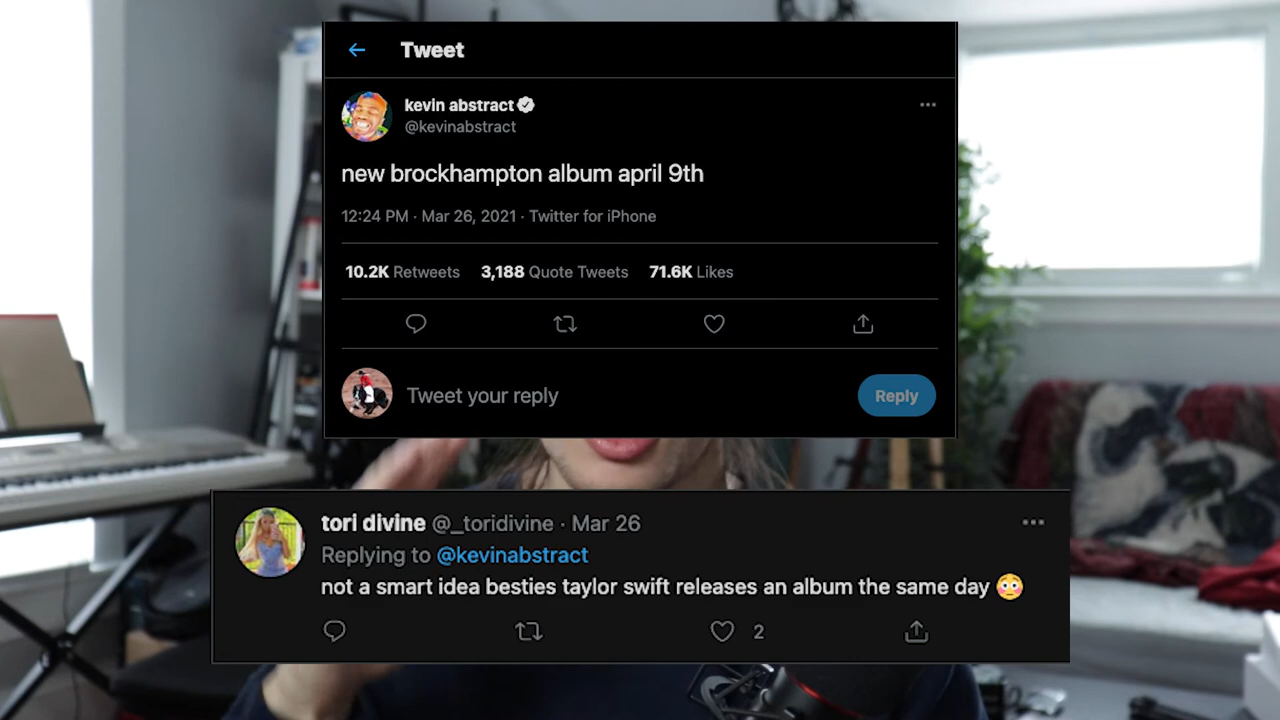 Tweet
kevin abstract
@kevinabstract
new brockhampton album april 9th
12:24 PM · Mar 26, 2021 · Twitter for iPhone
10.2K Retweets 3,188 Quote Tweets 71.6K Likes
Tweet your reply
Reply
tori divine @_toridivine · Mar 26
Replying to @kevinabstract
not a smart idea besties taylor swift releases an album the same day 😳
2